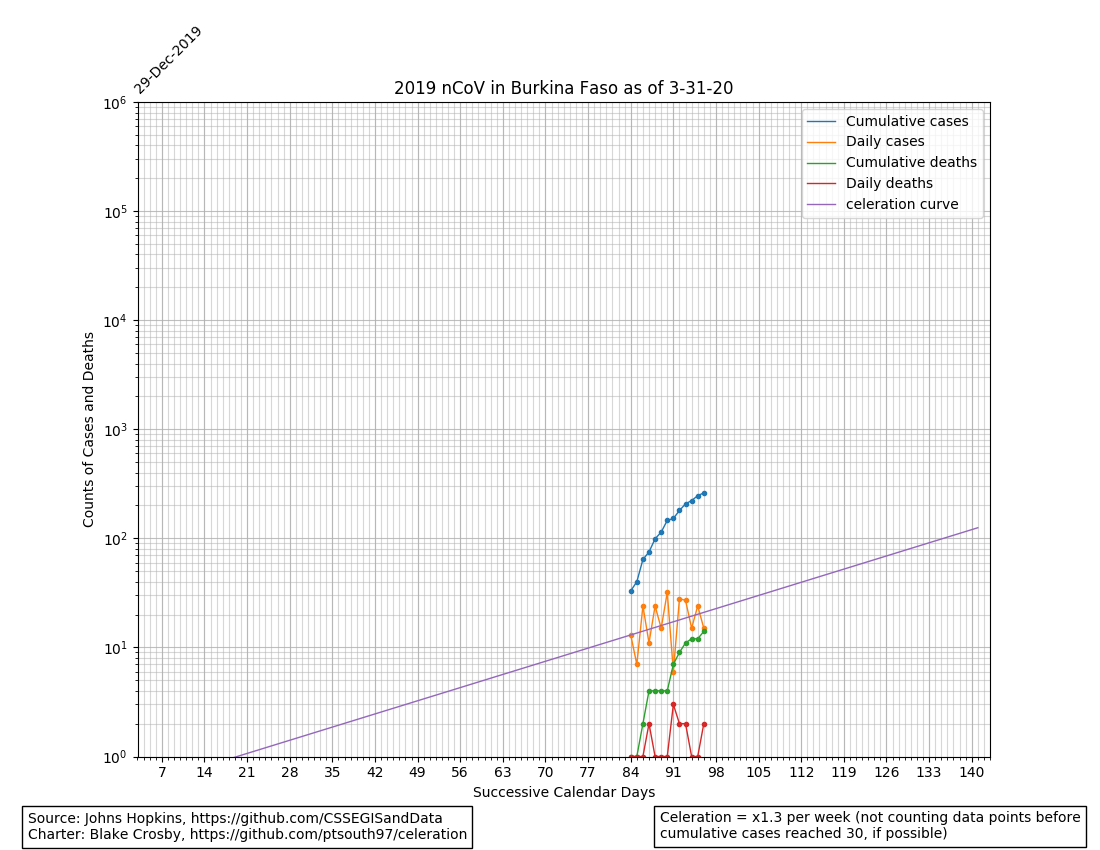 29-Dec-2019
2019 nCoV in Burkina Faso as of 3-31-20
10^6
10^5
10^4
10^3
10^2
10^1
10^0
Counts of Cases and Deaths
Cumulative cases
Daily cases
Cumulative deaths
Daily deaths
celeration curve
7 14 21 28 35 42 49 56 63 70 77 84 91 98 105 112 119 126 133 140
Successive Calendar Days
Source: Johns Hopkins, https://github.com/CSSEGISandData
Charter: Blake Crosby, https://github.com/ptsouth97/celeration
Celeration = x1.3 per week (not counting data points before
cumulative cases reached 30, if possible)